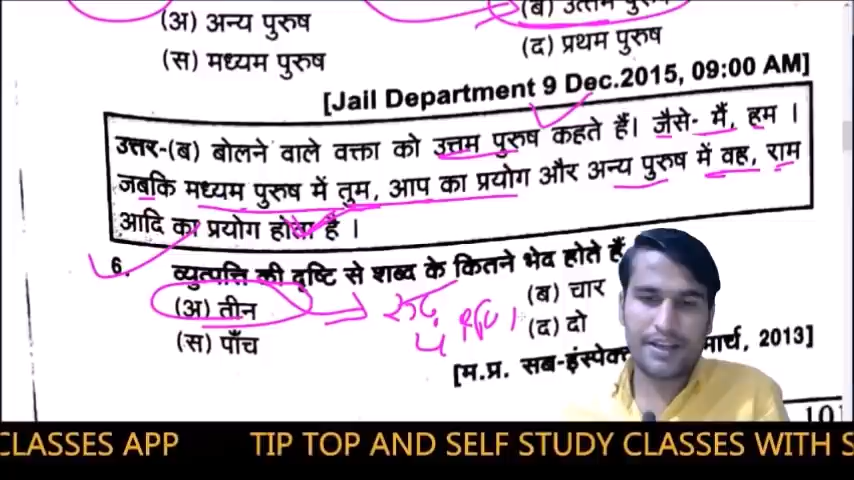 (ब) उत्तम पुरुष
(अ) अन्य पुरुष
(द) प्रथम पुरुष
(स) मध्यम पुरुष
[Jail Department 9 Dec.2015, 09:00 AM]
उत्तर-(ब) बोलने वाले वक्ता को उत्तम पुरुष कहते हैं। जैसे- मैं, हम ।
जबकि मध्यम पुरुष में तुम, आप का प्रयोग और अन्य पुरुष में वह, राम
आदि का प्रयोग होता है ।
6. व्युत्पत्ति की दृष्टि से शब्द के कितने भेद होते हैं
(अ) तीन
(ब) चार
(स) पाँच
(द) दो
[म.प्र. सब-इंस्पेक्ट मार्च, 2013]
101
CLASSES APP TIP TOP AND SELF STUDY CLASSES WITH S